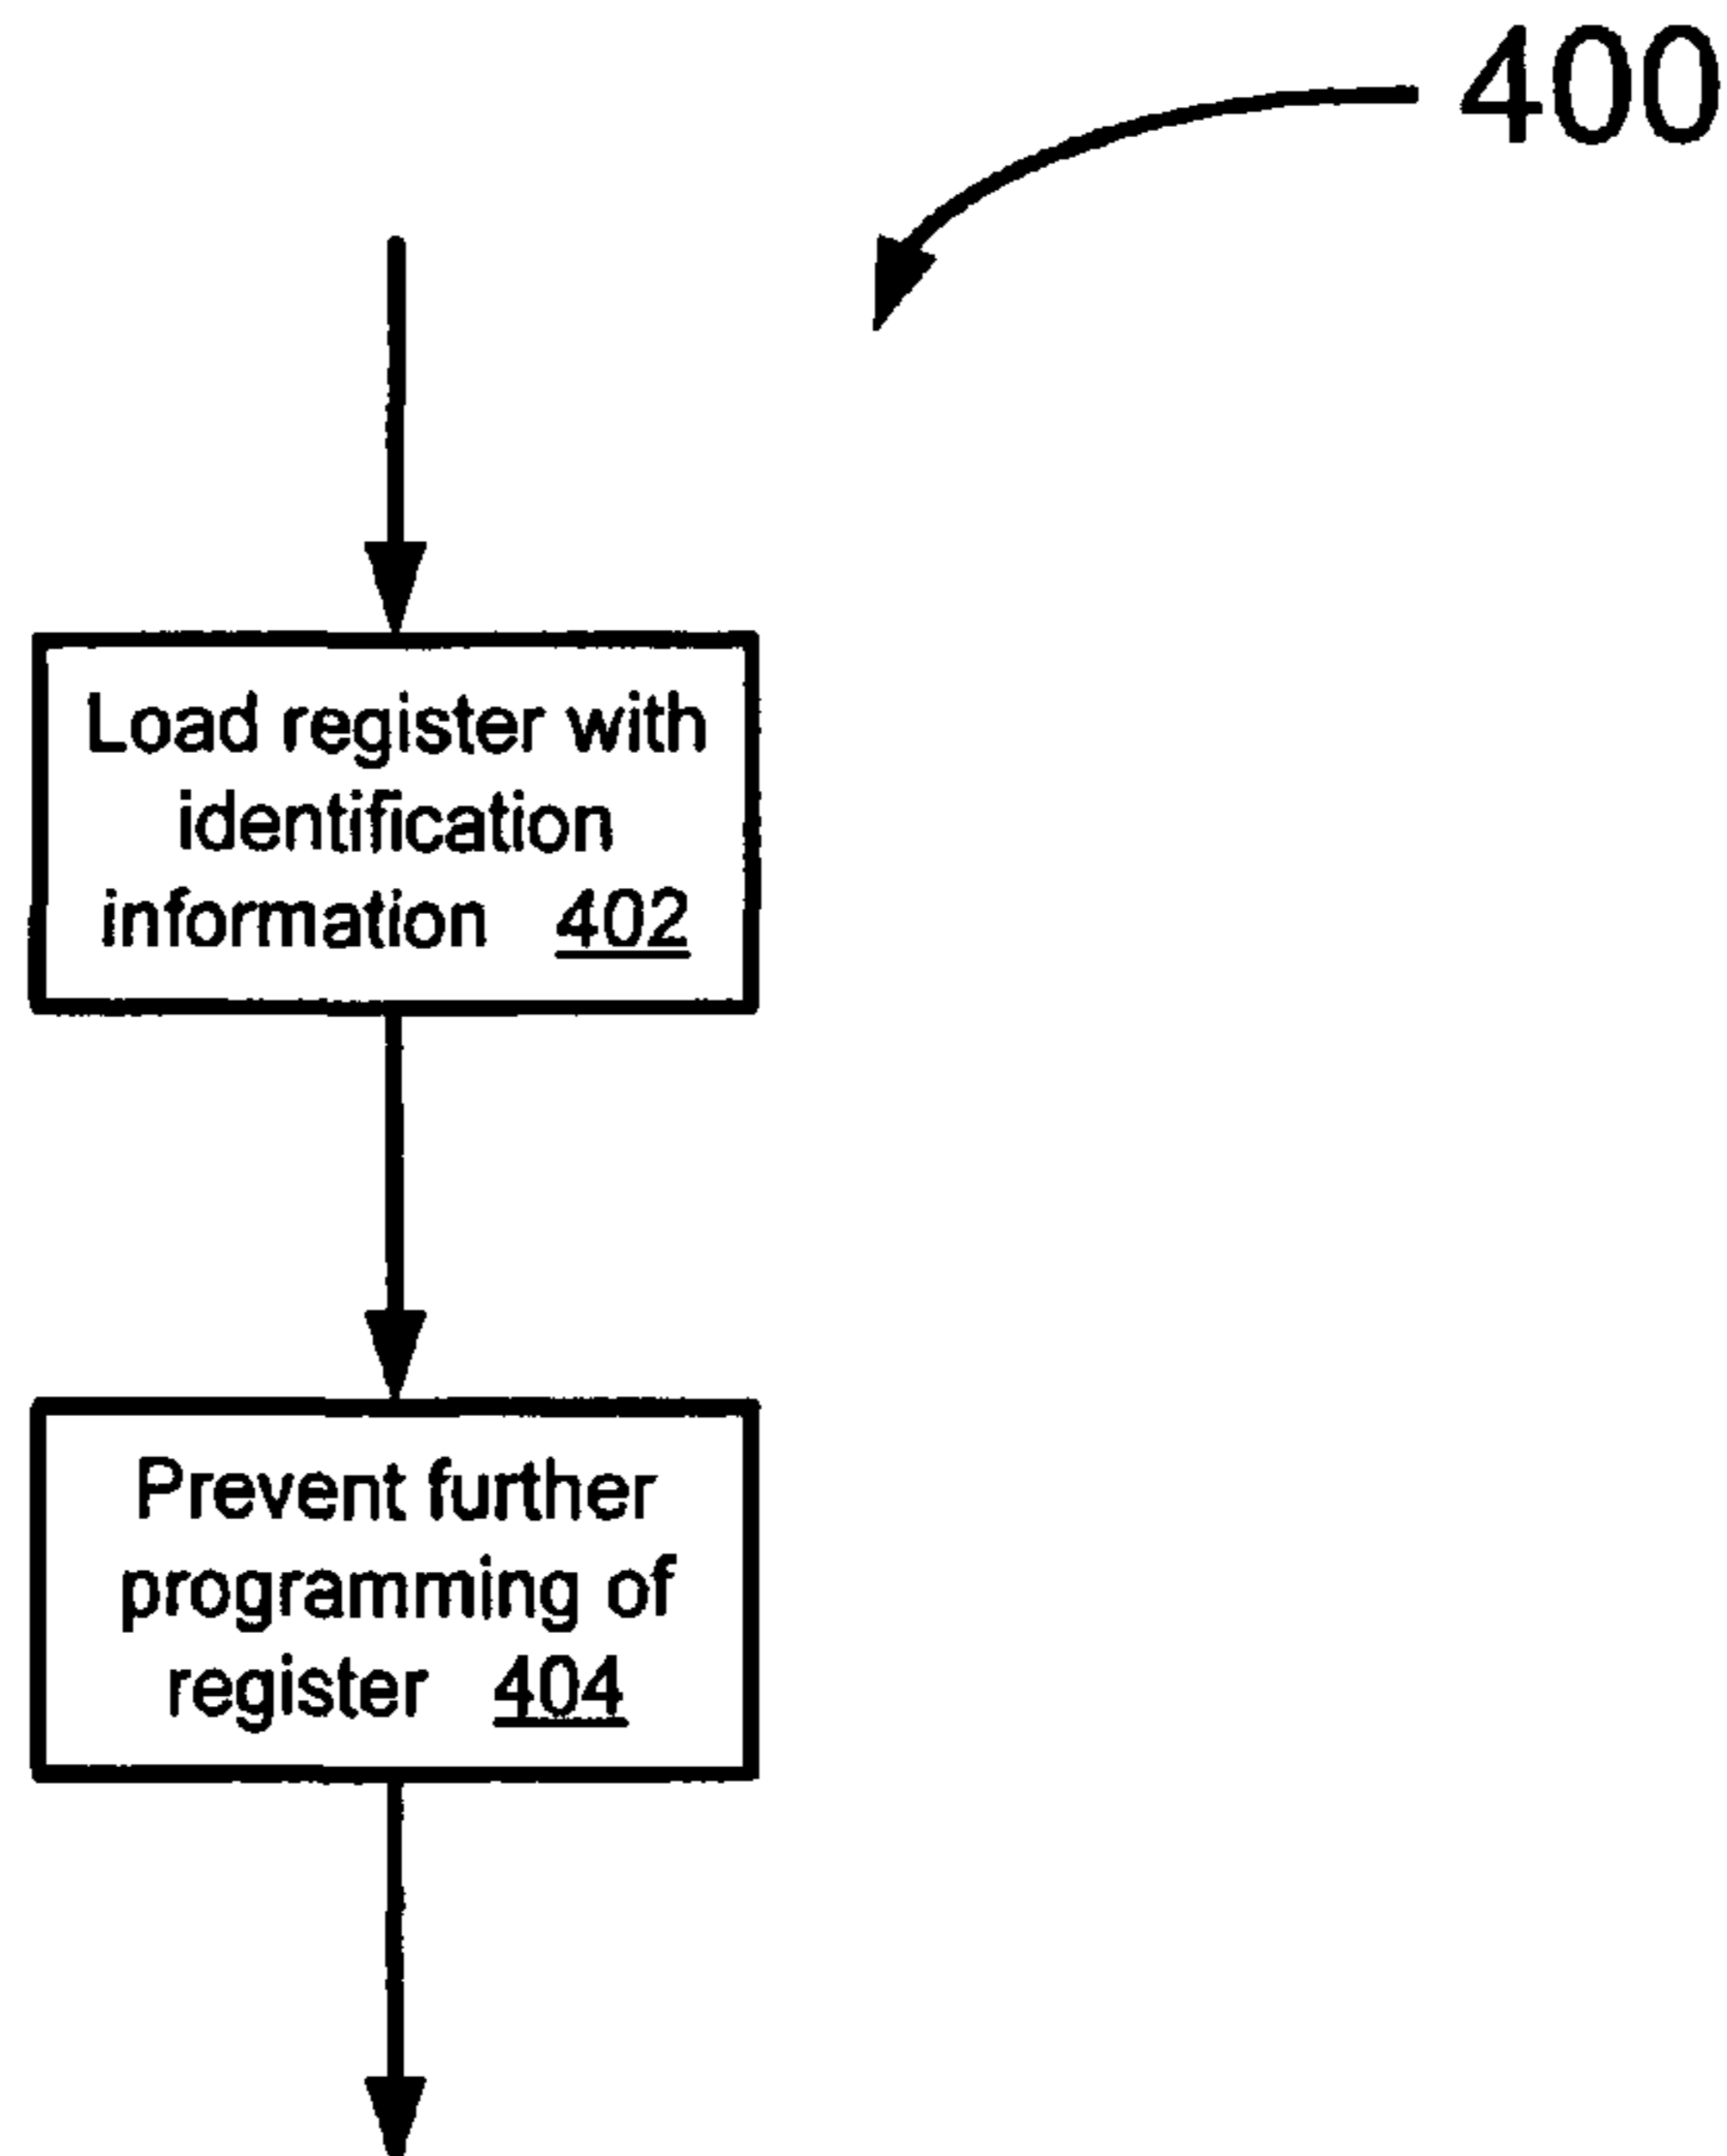 400
Load register with
identification
information 402
Prevent further
programming of
register 404